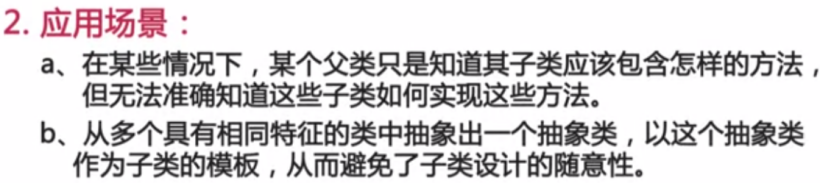 2. 应用场景：
a、在某些情况下，某个父类只是知道其子类应该包含怎样的方法，
但无法准确知道这些子类如何实现这些方法。
b、从多个具有相同特征的类中抽象出一个抽象类，以这个抽象类
作为子类的模板，从而避免了子类设计的随意性。